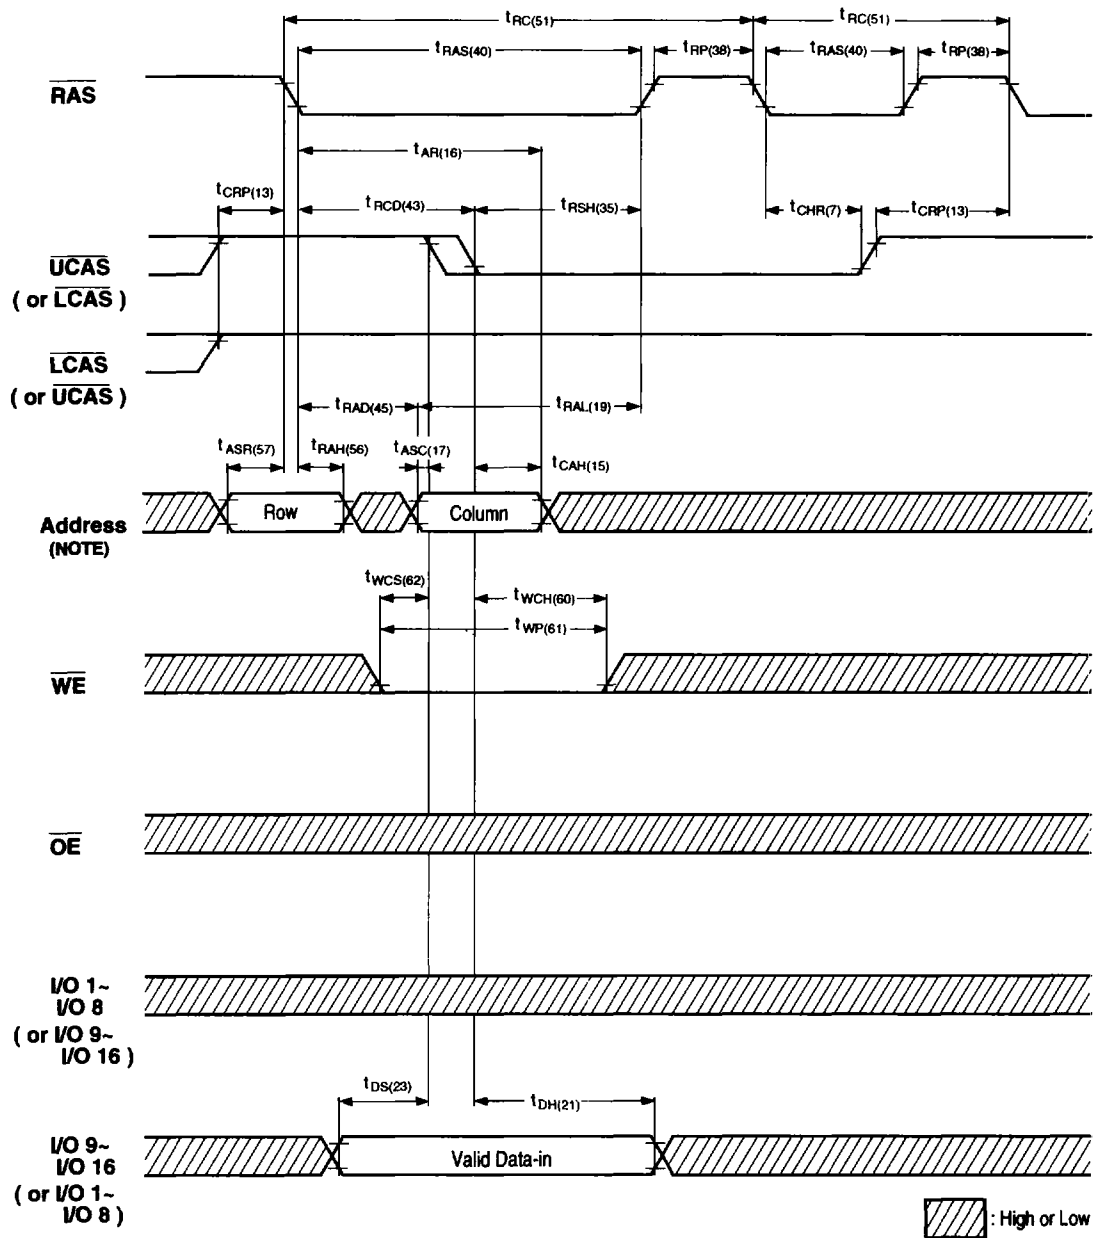 tRC(51) tRC(51)
tRAS(40) tRP(38) tRAS(40) tRP(38)
RAS
tAR(16)
tCRP(13) tRCD(43) tRSH(35) tCHR(7) tCRP(13)
UCAS
( or LCAS )
LCAS
( or UCAS )
tRAD(45) tRAL(19)
tASR(57) tRAH(56) tASC(17) tCAH(15)
Address
(NOTE)
Row Column
tWCS(62) tWCH(60)
tWP(61)
WE
OE
I/O 1~
I/O 8
( or I/O 9~
I/O 16 )
tDS(23) tDH(21)
I/O 9~
I/O 16
( or I/O 1~
I/O 8 )
Valid Data-in
: High or Low